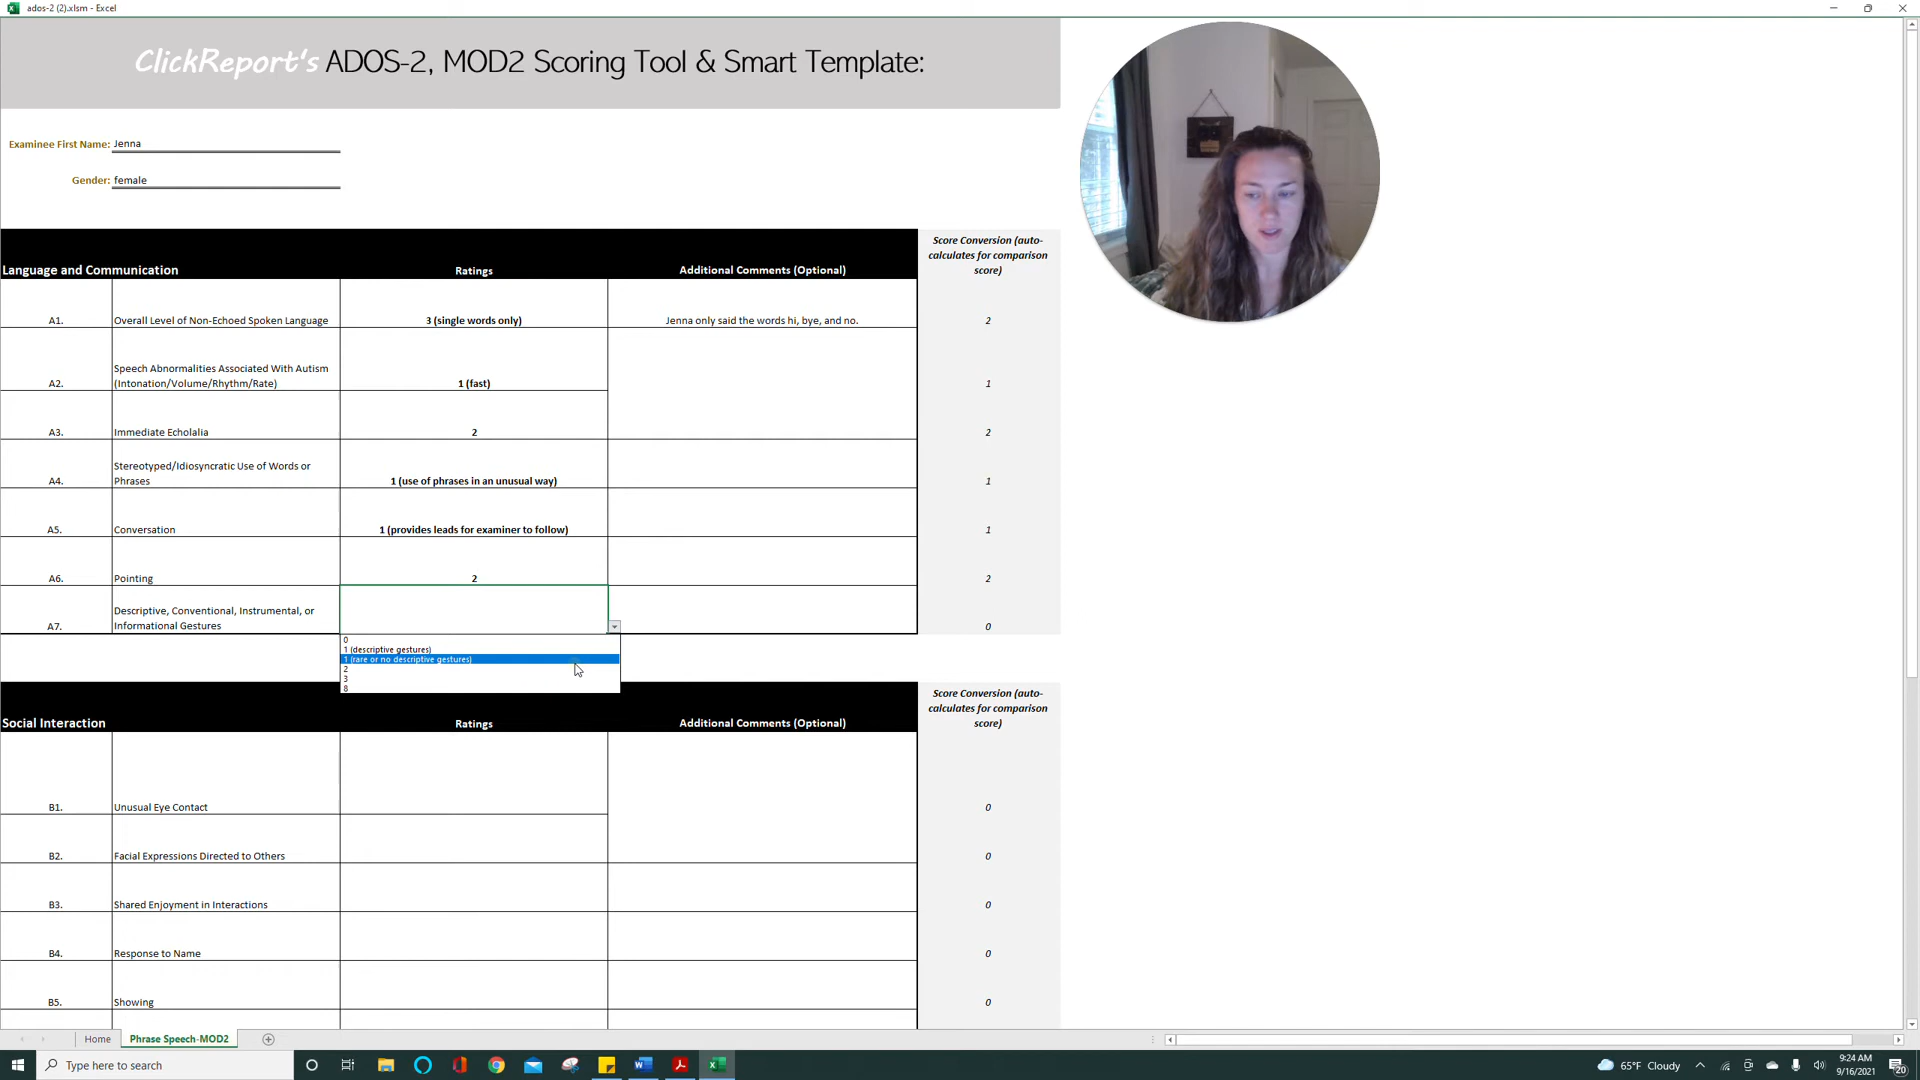 ados-2 (2).xlsm - Excel
ClickReport's ADOS-2, MOD2 Scoring Tool & Smart Template:
Examinee First Name: Jenna
Gender: female
Language and Communication
Ratings
Additional Comments (Optional)
Score Conversion (auto-
calculates for comparison
score)
A1.
Overall Level of Non-Echoed Spoken Language
3 (single words only)
Jenna only said the words hi, bye, and no.
2
A2.
Speech Abnormalities Associated With Autism
(Intonation/Volume/Rhythm/Rate)
1 (fast)
1
A3.
Immediate Echolalia
2
2
A4.
Stereotyped/Idiosyncratic Use of Words or
Phrases
1 (use of phrases in an unusual way)
1
A5.
Conversation
1 (provides leads for examiner to follow)
1
A6.
Pointing
2
2
A7.
Descriptive, Conventional, Instrumental, or
Informational Gestures
0
0
1 (descriptive gestures)
1 (rare or no descriptive gestures)
2
3
8
Social Interaction
Ratings
Additional Comments (Optional)
Score Conversion (auto-
calculates for comparison
score)
B1.
Unusual Eye Contact
0
B2.
Facial Expressions Directed to Others
0
B3.
Shared Enjoyment in Interactions
0
B4.
Response to Name
0
B5.
Showing
0
Home
Phrase Speech-MOD2
Type here to search
65°F Cloudy
9:24 AM
9/16/2021
20